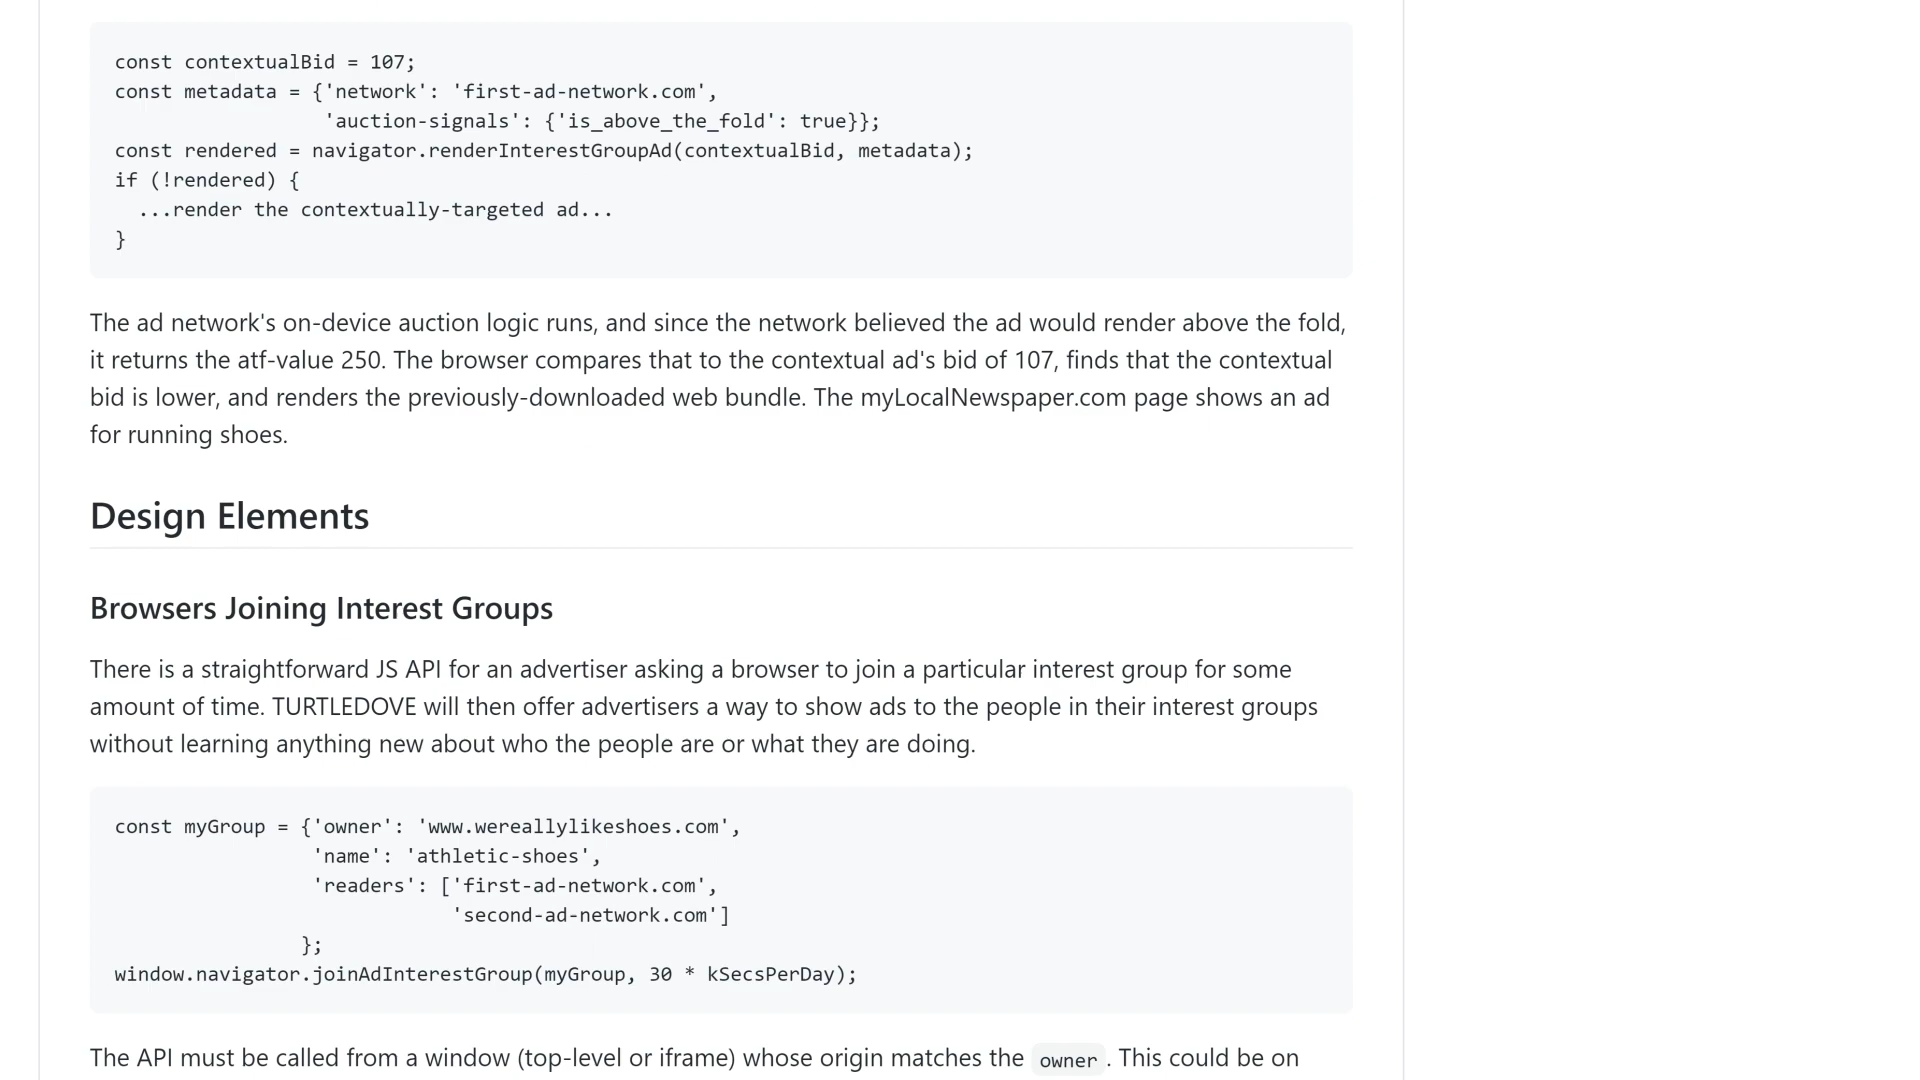 const contextualBid = 107;
const metadata = {'network': 'first-ad-network.com',
'auction-signals': {'is_above_the_fold': true}};
const rendered = navigator.renderInterestGroupAd(contextualBid, metadata);
if (!rendered) {
...render the contextually-targeted ad...
}
The ad network's on-device auction logic runs, and since the network believed the ad would render above the fold,
it returns the atf-value 250. The browser compares that to the contextual ad's bid of 107, finds that the contextual
bid is lower, and renders the previously-downloaded web bundle. The myLocalNewspaper.com page shows an ad
for running shoes.
Design Elements
Browsers Joining Interest Groups
There is a straightforward JS API for an advertiser asking a browser to join a particular interest group for some
amount of time. TURTLEDOVE will then offer advertisers a way to show ads to the people in their interest groups
without learning anything new about who the people are or what they are doing.
const myGroup = {'owner': 'www.wereallylikeshoes.com',
'name': 'athletic-shoes',
'readers': ['first-ad-network.com',
'second-ad-network.com']
};
window.navigator.joinAdInterestGroup(myGroup, 30 * kSecsPerDay);
The API must be called from a window (top-level or iframe) whose origin matches the owner . This could be on